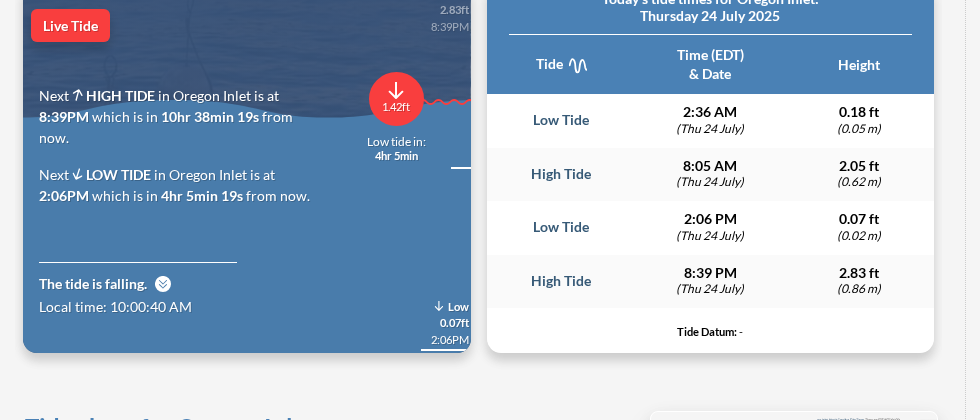 2.83ft
8:39PM
Live Tide
Next ↑ HIGH TIDE in Oregon Inlet is at
8:39PM which is in 10hr 38min 19s from
now.
1.42ft
Low tide in:
4hr 5min
Next ↓ LOW TIDE in Oregon Inlet is at
2:06PM which is in 4hr 5min 19s from now.
The tide is falling.
Local time: 10:00:40 AM
↓ Low
0.07ft
2:06PM
Today's tide times for Oregon Inlet:
Thursday 24 July 2025
Tide Time (EDT) & Date Height
Low Tide 2:36 AM 0.18 ft
(Thu 24 July) (0.05 m)
High Tide 8:05 AM 2.05 ft
(Thu 24 July) (0.62 m)
Low Tide 2:06 PM 0.07 ft
(Thu 24 July) (0.02 m)
High Tide 8:39 PM 2.83 ft
(Thu 24 July) (0.86 m)
Tide Datum: -